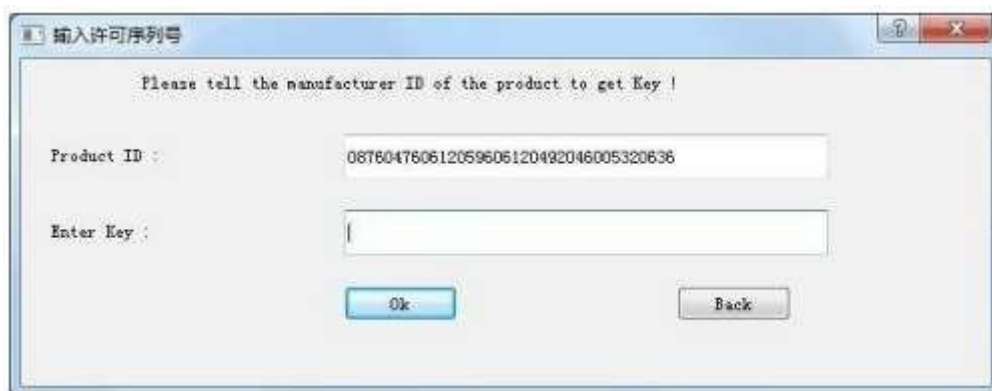 输入许可序列号
Please tell the manufacturer ID of the product to get Key !
Product ID :
087604760612059606120492046005320636
Enter Key :
Ok
Back